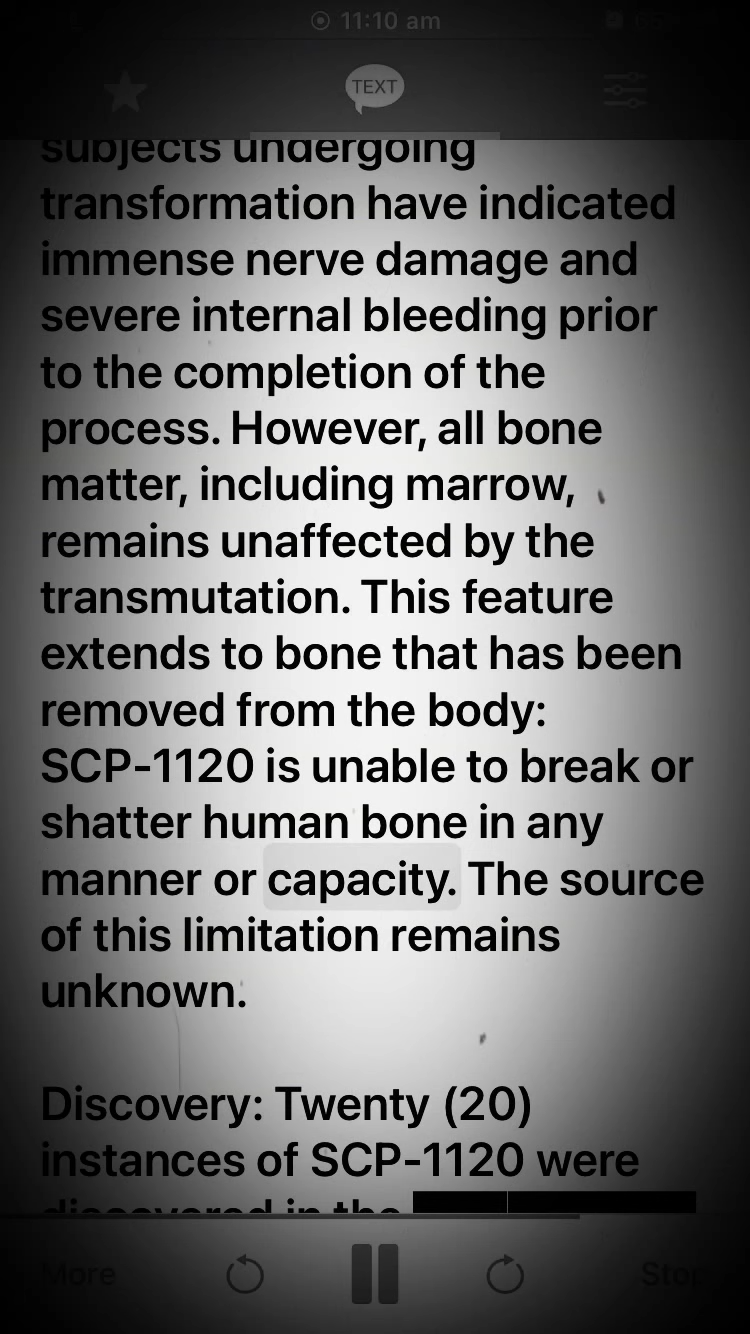 11:10 am
TEXT
subjects undergoing
transformation have indicated
immense nerve damage and
severe internal bleeding prior
to the completion of the
process. However, all bone
matter, including marrow,
remains unaffected by the
transmutation. This feature
extends to bone that has been
removed from the body:
SCP-1120 is unable to break or
shatter human bone in any
manner or capacity. The source
of this limitation remains
unknown.
Discovery: Twenty (20)
instances of SCP-1120 were
discovered in the
More
Stop